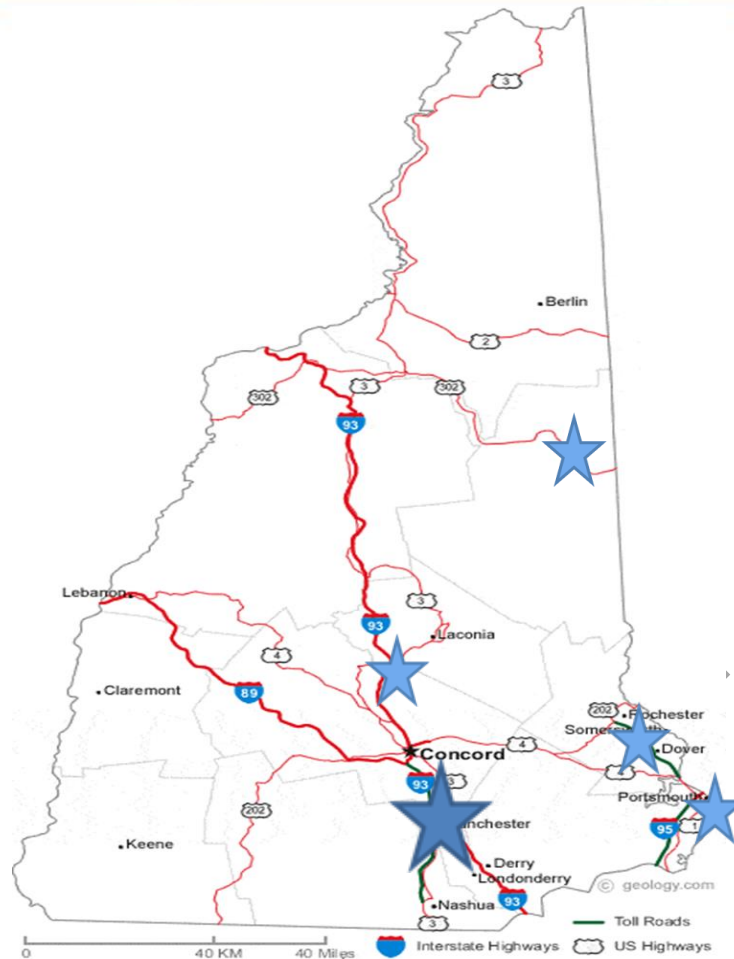 3
Berlin
2
302
3
302
93
Lebanon
3
93
Laconia
4
Claremont
89
202
Rochester
4
Dover
Concord
4
93
3
Portsmouth
202
nchester
95
1
Keene
Derry
Londonderry
© geology.com
93
Nashua
3
Toll Roads
0
40 KM
40 Miles
Interstate Highways
US Highways